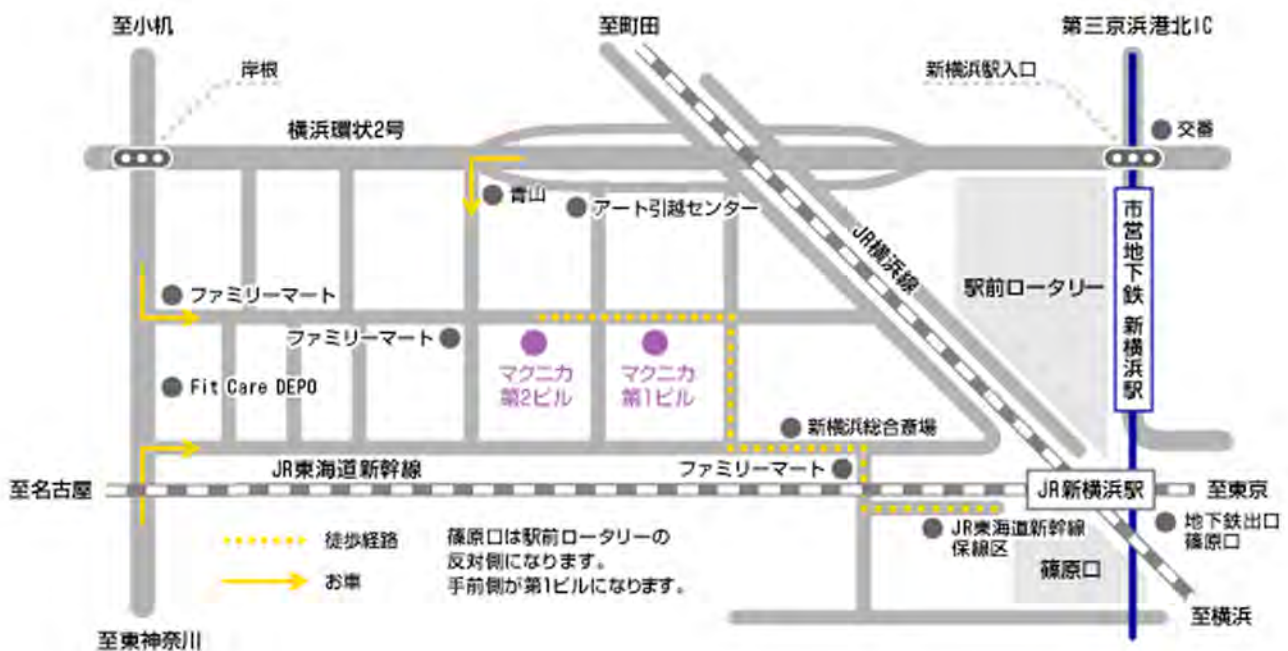 至小机
至町田
第三京浜港北IC
岸根
新横浜駅入口
横浜環状2号
交番
青山
アート引越センター
市営地下鉄 新横浜駅
JR横浜線
駅前ロータリー
ファミリーマート
ファミリーマート
マクニカ
第2ビル
マクニカ
第1ビル
Fit Care DEPO
新横浜総合斎場
JR東海道新幹線
ファミリーマート
至名古屋
JR新横浜駅
至東京
JR東海道新幹線
保線区
地下鉄出口
篠原口
徒歩経路
お車
篠原口は駅前ロータリーの
反対側になります。
手前側が第1ビルになります。
篠原口
至横浜
至東神奈川